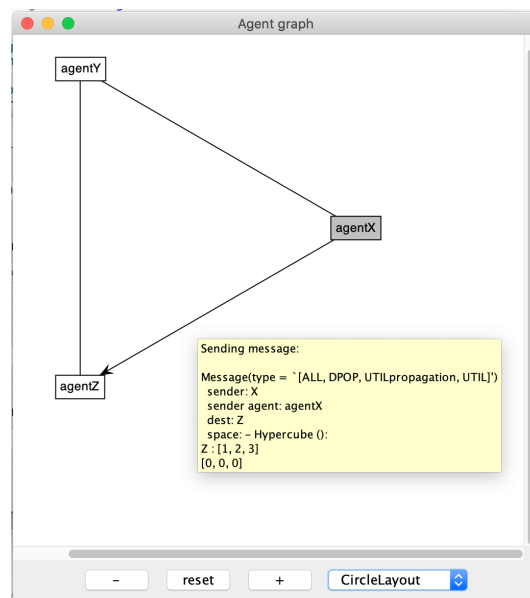 Agent graph
agentY
agentX
agentZ
Sending message:
Message(type = `[ALL, DPOP, UTILpropagation, UTIL]')
sender: X
sender agent: agentX
dest: Z
space: - Hypercube ():
Z : [1, 2, 3]
[0, 0, 0]
- reset + CircleLayout